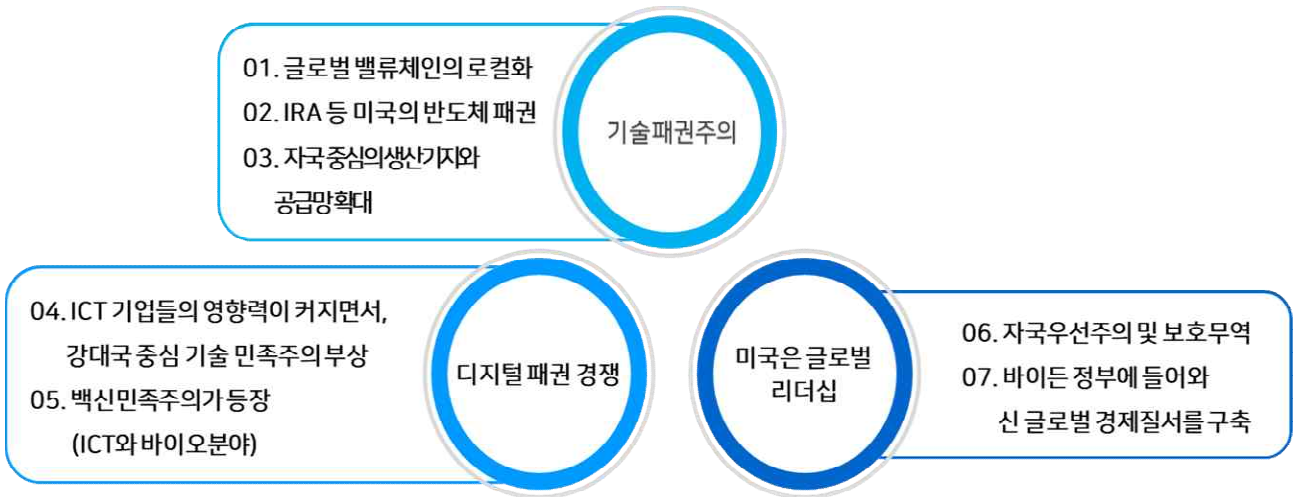 01. 글로벌 밸류체인의 로컬화
02. IRA 등 미국의 반도체 패권
03. 자국 중심의 생산기지와
공급망 확대
기술패권주의
04. ICT 기업들의 영향력이 커지면서,
강대국 중심 기술 민족주의 부상
05. 백신민족주의가 등장
(ICT와 바이오분야)
디지털 패권 경쟁
미국은 글로벌
리더십
06. 자국우선주의 및 보호무역
07. 바이든 정부에 들어와
신 글로벌 경제질서를 구축